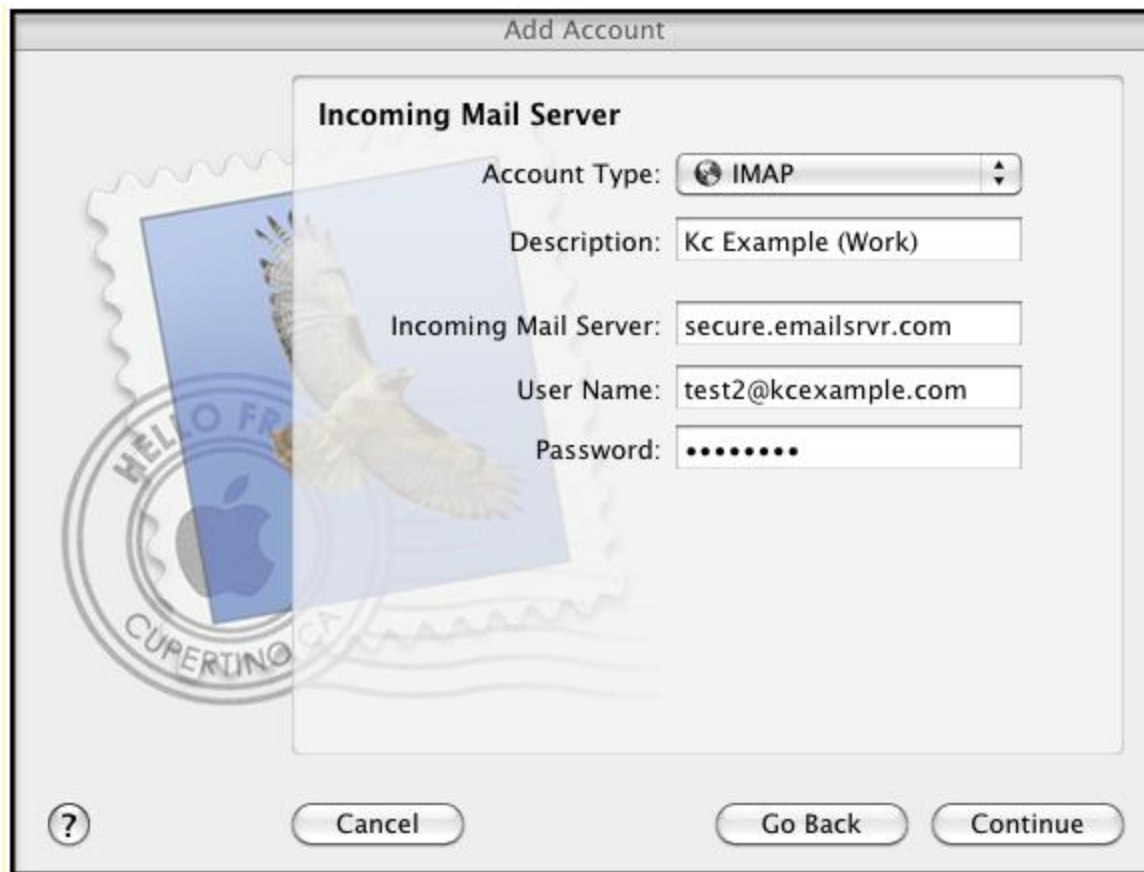 Add Account
Incoming Mail Server
Account Type: IMAP
Description: Kc Example (Work)
Incoming Mail Server: secure.emailsrvr.com
User Name: test2@kcexample.com
Password: ••••••••
HELLO FR
CUPERTINO CA
? Cancel Go Back Continue